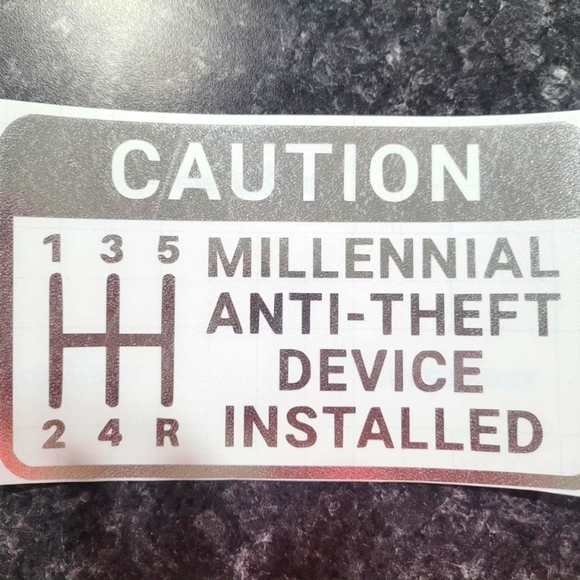 CAUTION
1 3 5
2 4 R
MILLENNIAL
ANTI-THEFT
DEVICE
INSTALLED